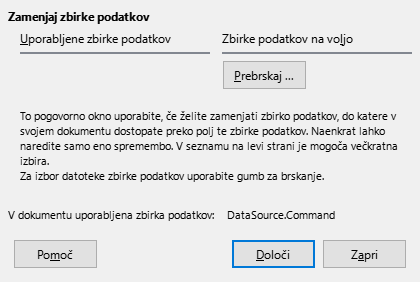 Zamenjaj zbirke podatkov
Uporabljene zbirke podatkov
Zbirke podatkov na voljo
Prebrskaj ...
To pogovorno okno uporabite, če želite zamenjati zbirko podatkov, do katere v
svojem dokumentu dostopate preko polj te zbirke podatkov. Naenkrat lahko
naredite samo eno spremembo. V seznamu na levi strani je mogoča večkratna
izbira.
Za izbor datoteke zbirke podatkov uporabite gumb za brskanje.
V dokumentu uporabljena zbirka podatkov: DataSource.Command
Pomoč
Določi
Zapri